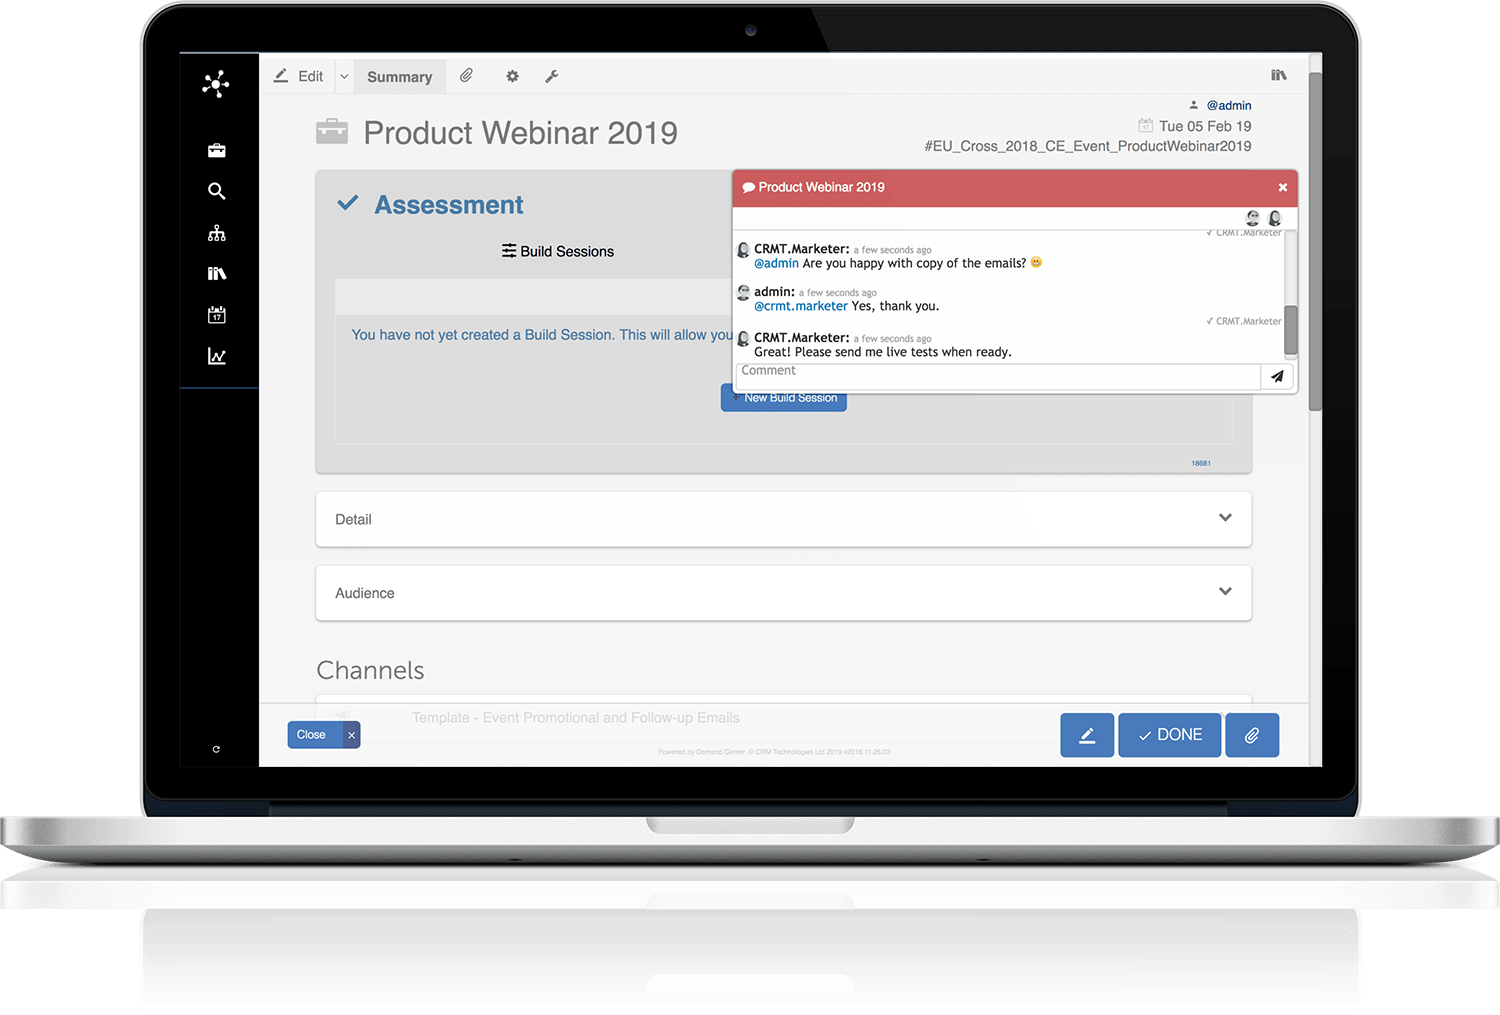 Edit
Summary
@admin
Tue 05 Feb 19
#EU_Cross_2018_CE_Event_ProductWebinar2019
Product Webinar 2019
Assessment
Build Sessions
You have not yet created a Build Session. This will allow you
+ New Build Session
18681
Product Webinar 2019
✓ CRMT.Marketer
CRMT.Marketer: a few seconds ago
@admin Are you happy with copy of the emails? 😬
admin: a few seconds ago
@crmt.marketer Yes, thank you.
✓ CRMT.Marketer
CRMT.Marketer: a few seconds ago
Great! Please send me live tests when ready.
Comment
Detail
Audience
Channels
Template - Event Promotional and Follow-up Emails
Close ×
Powered by Demand Center © CRM Technologies Ltd 2019 v2018.11.26.03
✓ DONE
17
17